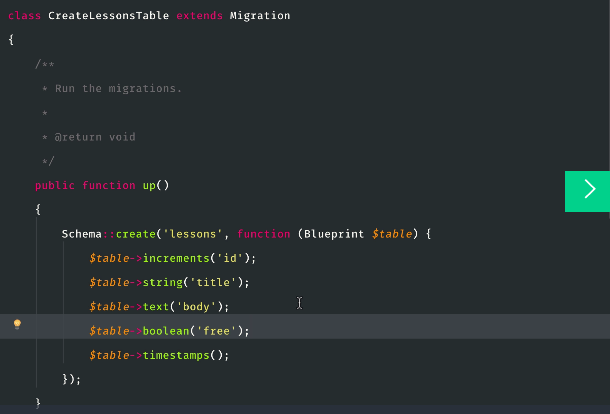 class CreateLessonsTable extends Migration
{
/**
* Run the migrations.
*
* @return void
*/
public function up()
{
Schema::create('lessons', function (Blueprint $table) {
$table->increments('id');
$table->string('title');
$table->text('body');
$table->boolean('free');
$table->timestamps();
});
}